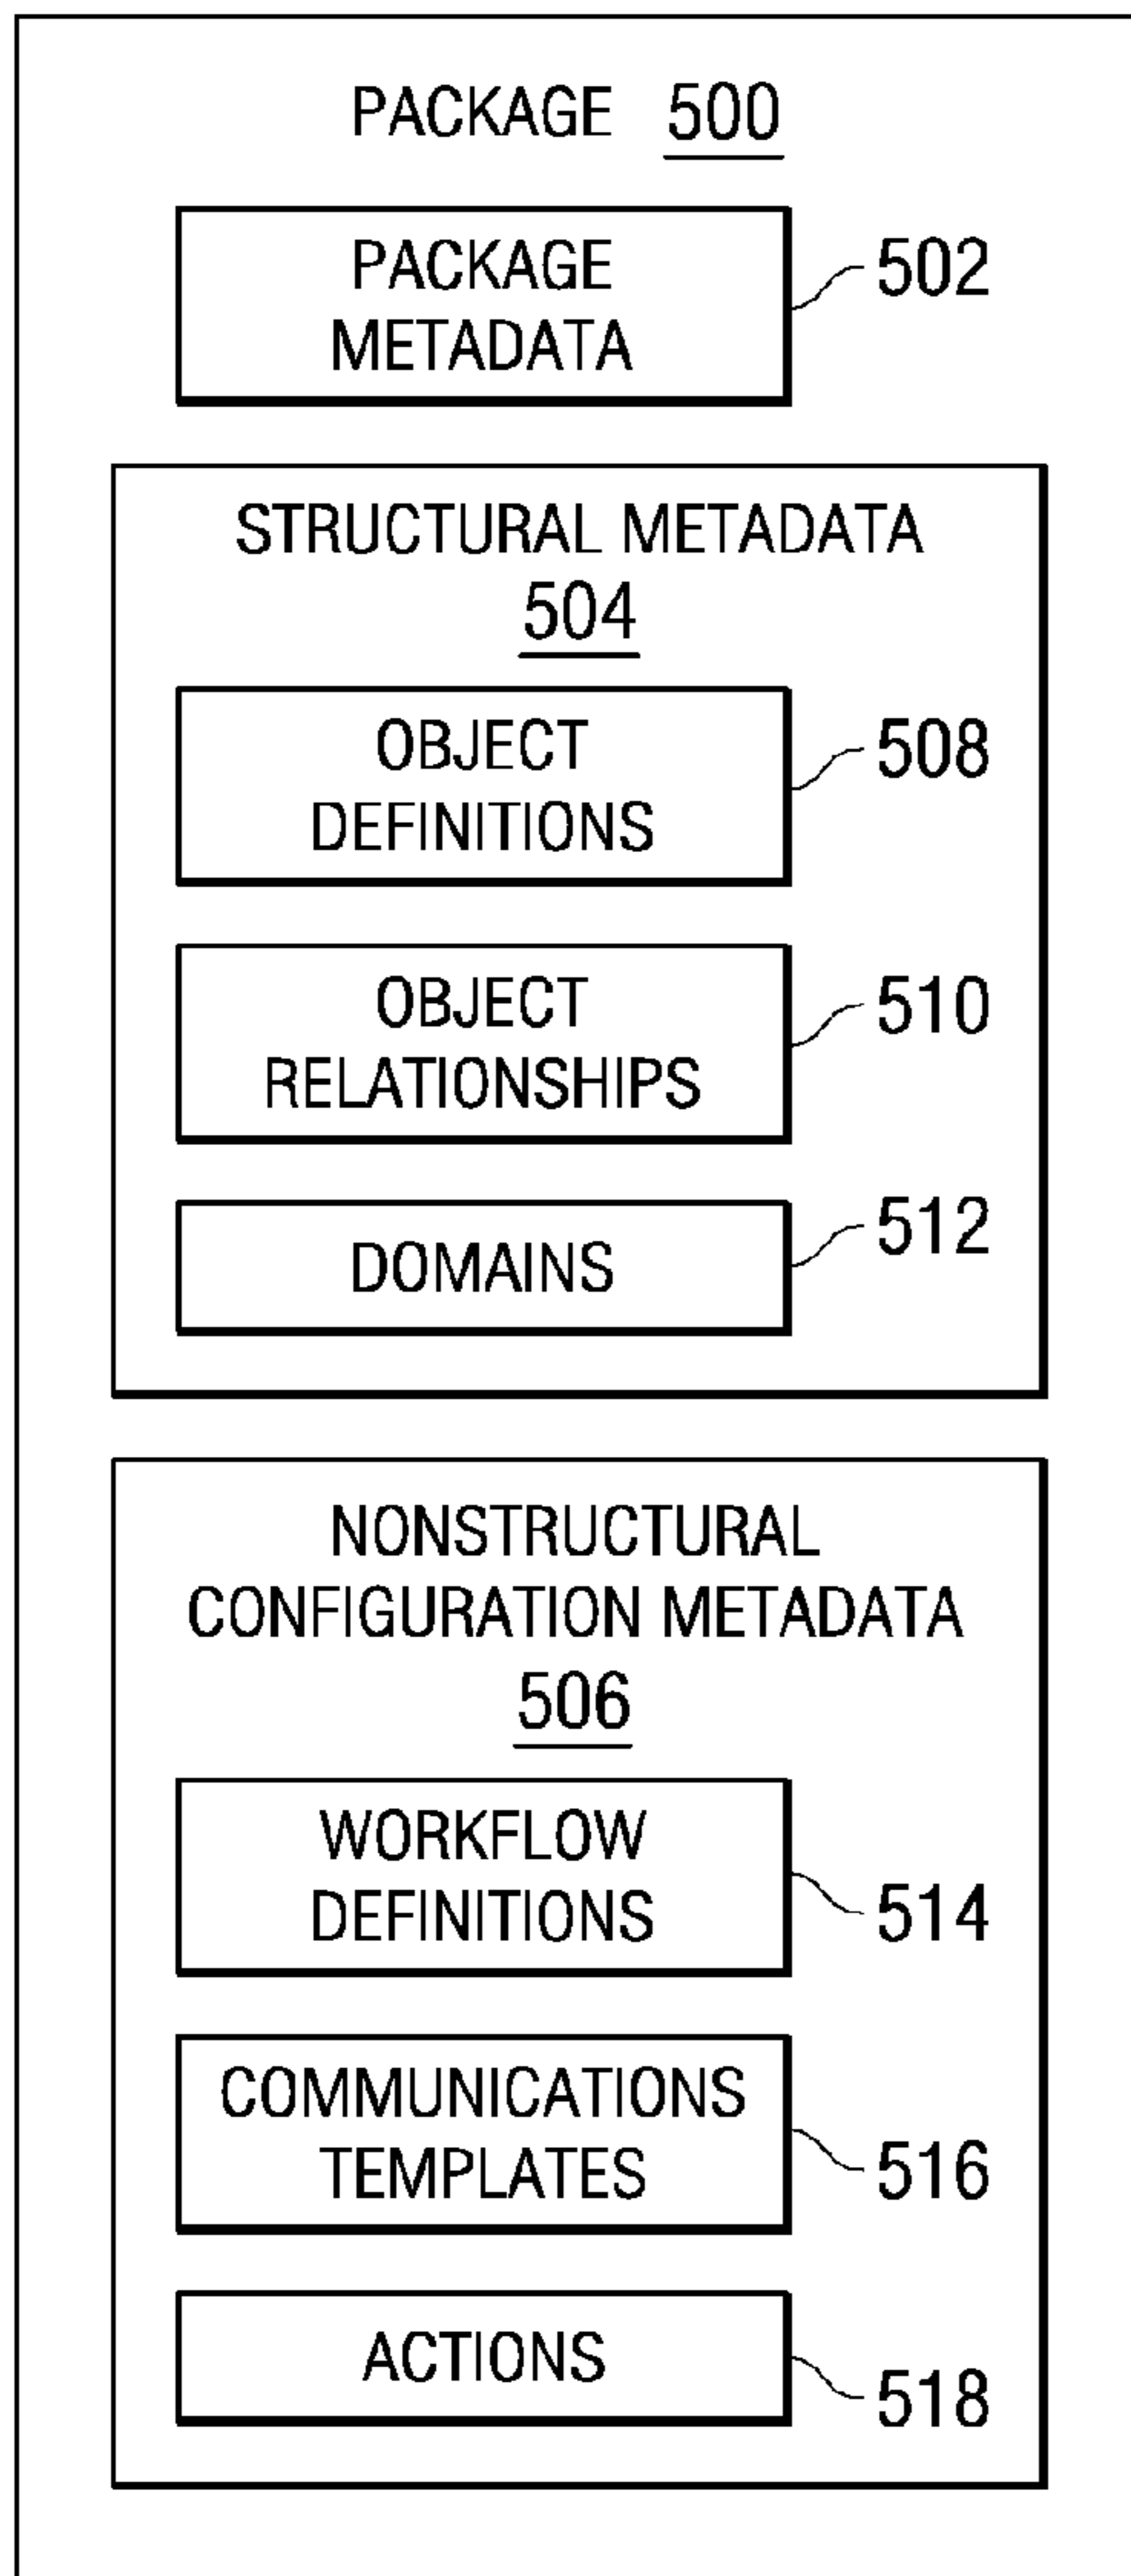 PACKAGE 500
PACKAGE
METADATA
502
STRUCTURAL METADATA
504
OBJECT
DEFINITIONS
508
OBJECT
RELATIONSHIPS
510
DOMAINS
512
NONSTRUCTURAL
CONFIGURATION METADATA
506
WORKFLOW
DEFINITIONS
514
COMMUNICATIONS
TEMPLATES
516
ACTIONS
518